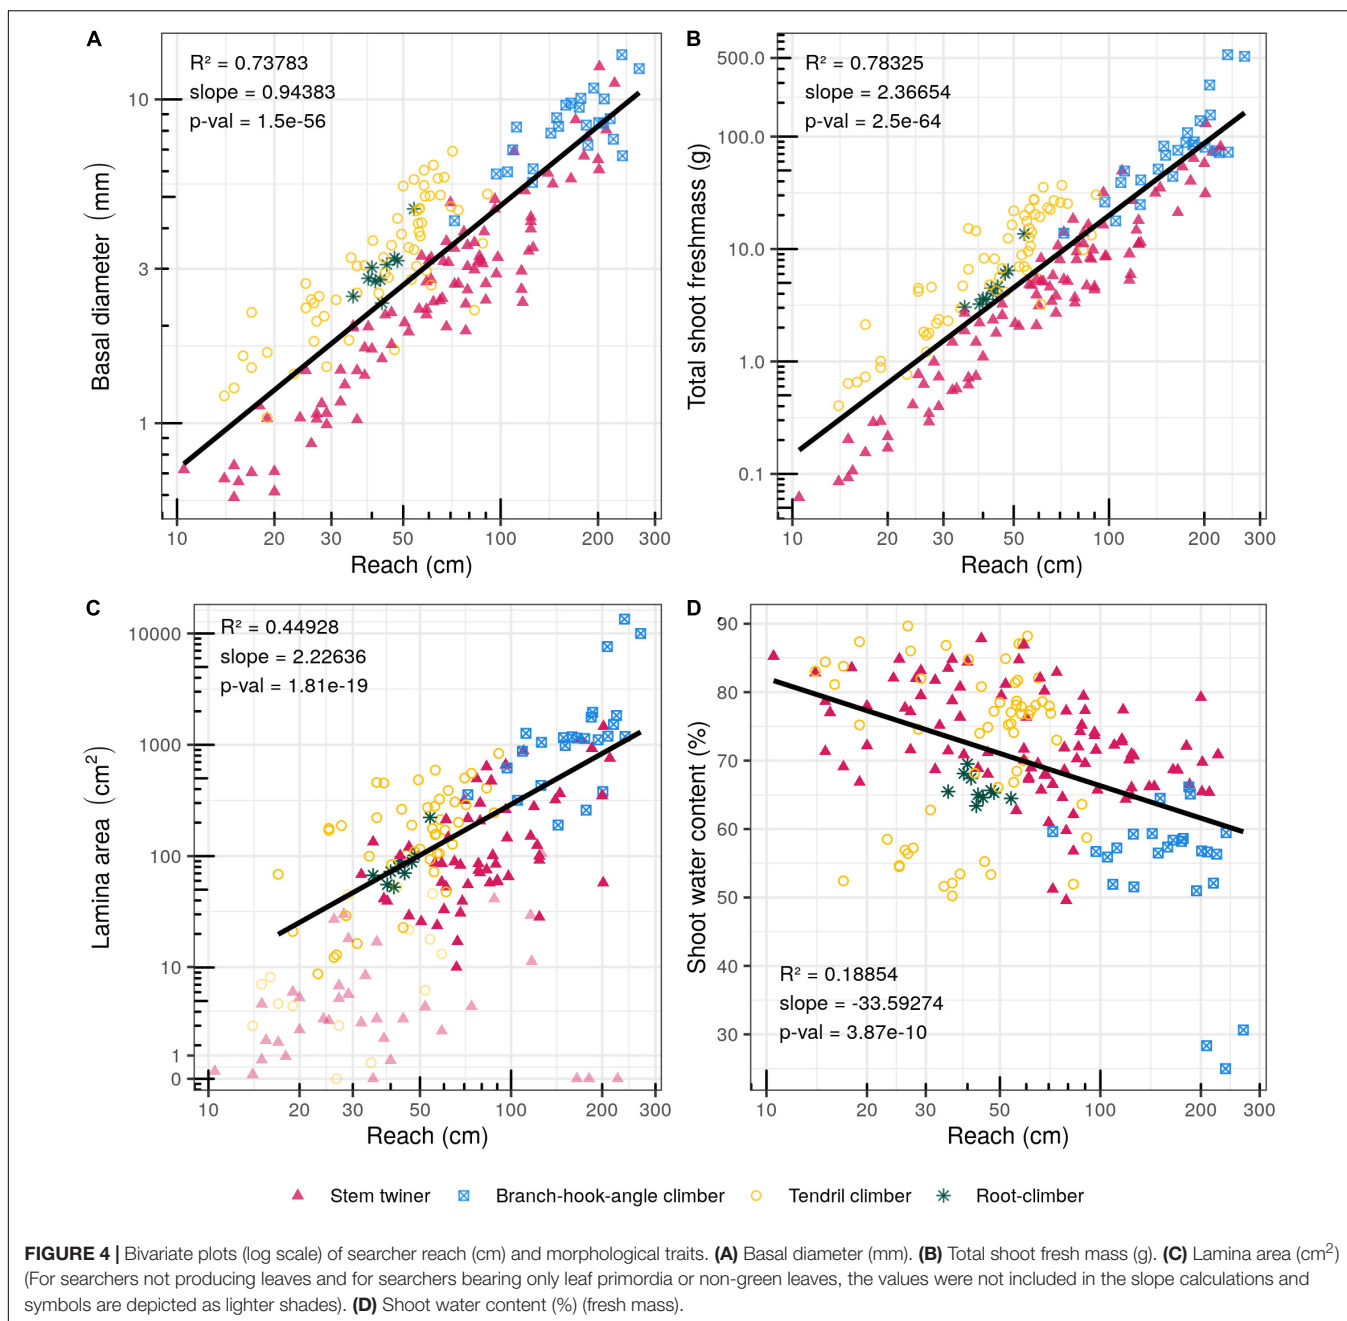 A
R² = 0.73783
slope = 0.94383
p-val = 1.5e-56
10
3
1
Basal diameter (mm)
10 20 30 50 100 200 300
Reach (cm)
B
R² = 0.78325
slope = 2.36654
p-val = 2.5e-64
500.0
100.0
10.0
1.0
0.1
Total shoot freshmass (g)
10 20 30 50 100 200 300
Reach (cm)
C
R² = 0.44928
slope = 2.22636
p-val = 1.81e-19
10000
1000
100
10
1
0
Lamina area (cm²)
10 20 30 50 100 200 300
Reach (cm)
D
90
80
70
60
50
40
30
Shoot water content (%)
R² = 0.18854
slope = -33.59274
p-val = 3.87e-10
10 20 30 50 100 200 300
Reach (cm)
Stem twiner Branch-hook-angle climber Tendril climber Root-climber
FIGURE 4 | Bivariate plots (log scale) of searcher reach (cm) and morphological traits. (A) Basal diameter (mm). (B) Total shoot fresh mass (g). (C) Lamina area (cm²)
(For searchers not producing leaves and for searchers bearing only leaf primordia or non-green leaves, the values were not included in the slope calculations and
symbols are depicted as lighter shades). (D) Shoot water content (%) (fresh mass).